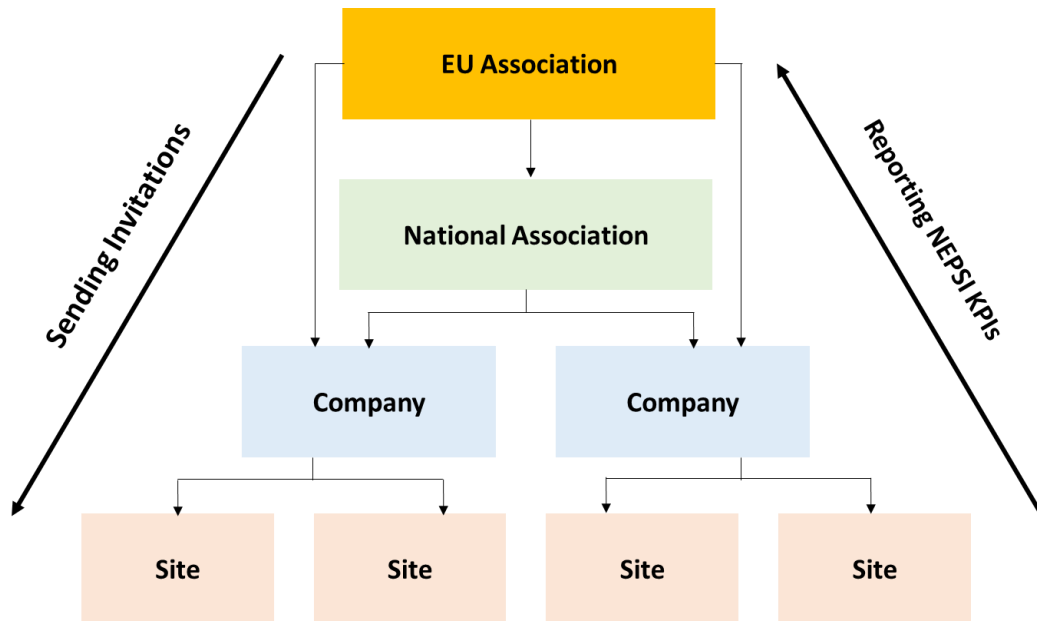 EU Association
Sending Invitations
Reporting NEPSI KPIs
National Association
Company
Company
Site
Site
Site
Site